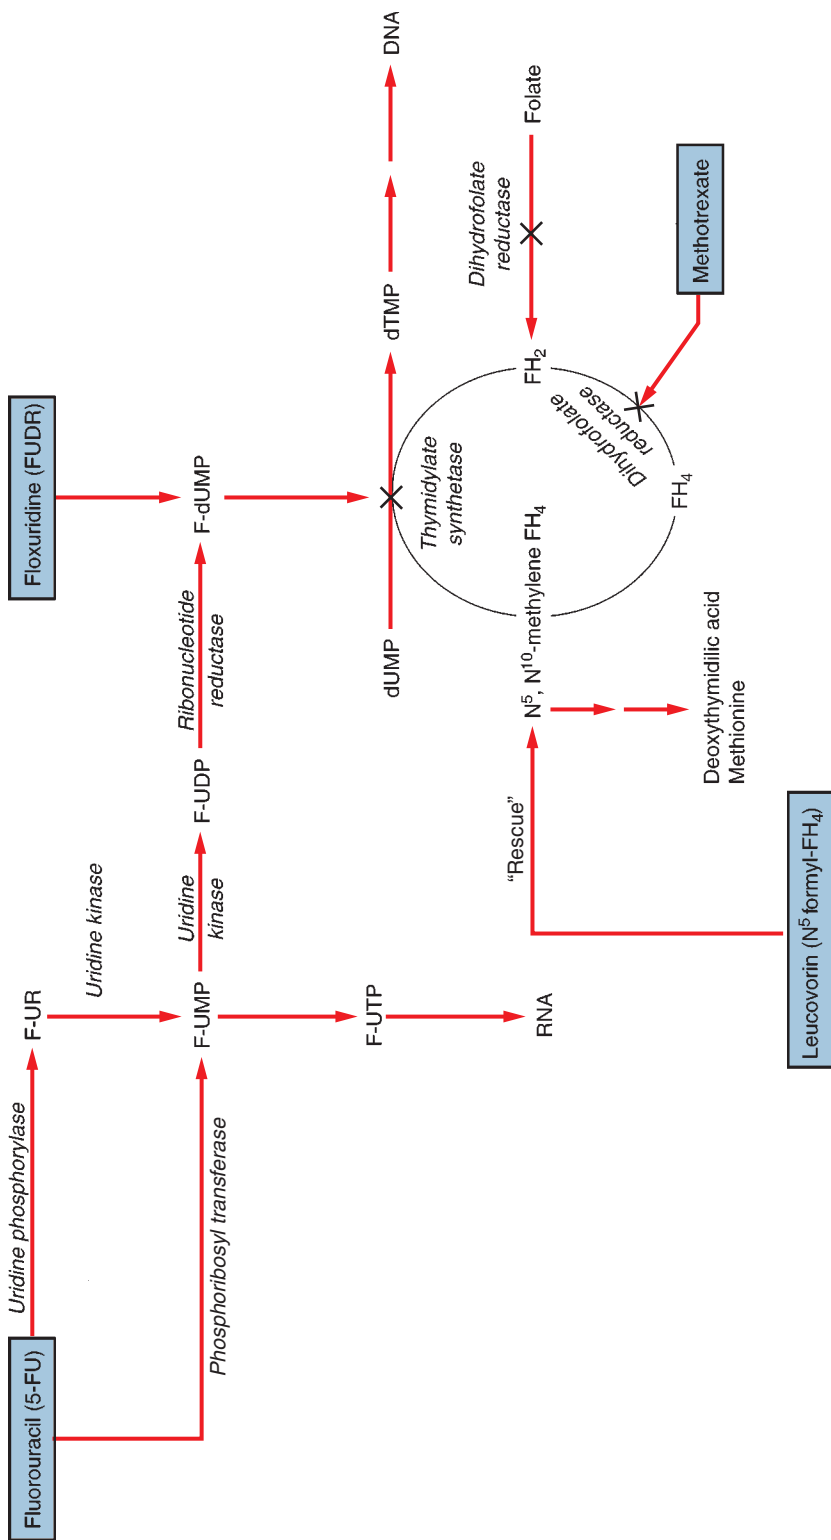 Fluorouracil (5-FU)
Uridine phosphorylase
F-UR
Floxuridine (FUDR)
Uridine kinase
Phosphoribosyl transferase
F-UMP
Uridine
kinase
F-UDP
Ribonucleotide
reductase
F-dUMP
F-UTP
dUMP
dTMP
DNA
Thymidylate
synthetase
RNA
"Rescue"
N⁵, N¹⁰-methylene FH₄
FH₂
Dihydrofolate
reductase
Folate
Dihydrofolate
reductase
FH₄
Deoxythymidilic acid
Methionine
Methotrexate
Leucovorin (N⁵ formyl-FH₄)